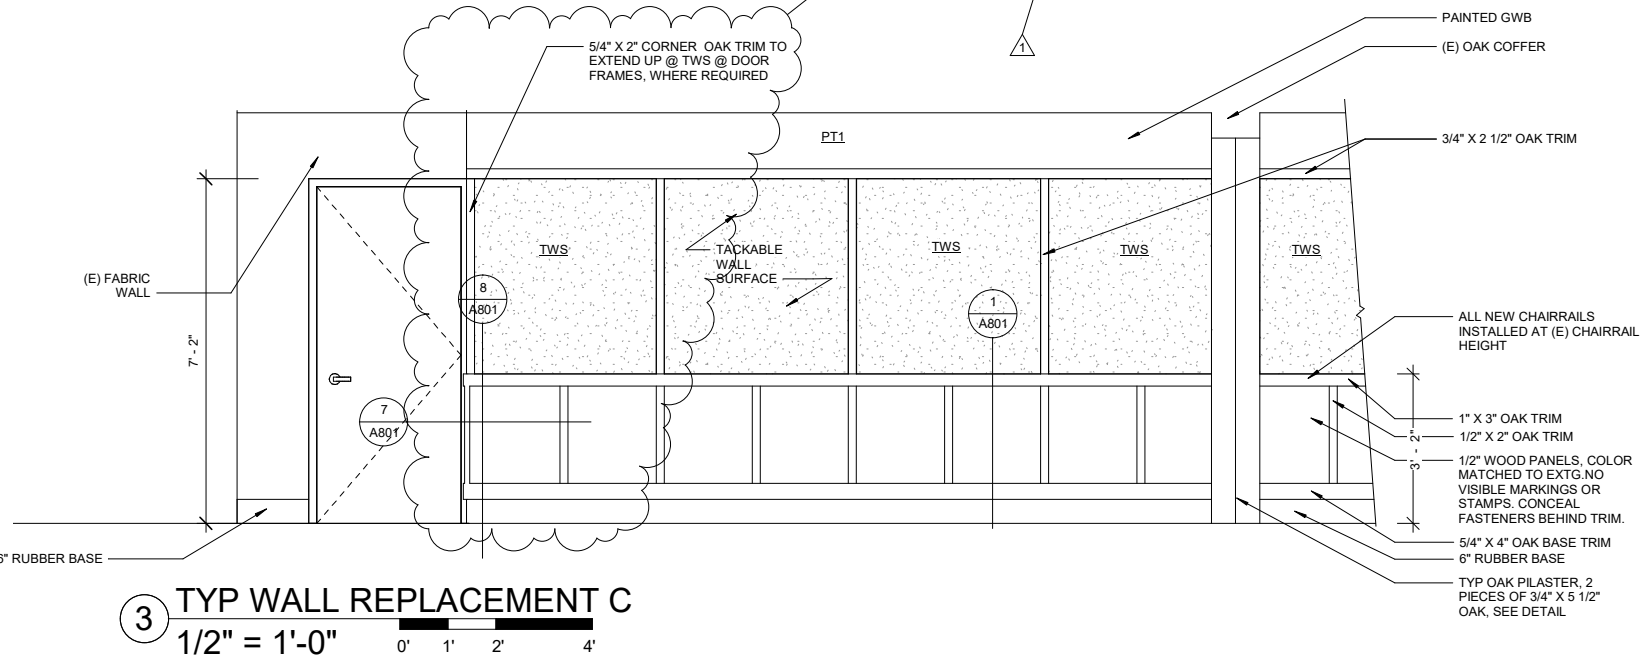 PAINTED GWB
(E) OAK COFFER
5/4" X 2" CORNER OAK TRIM TO
EXTEND UP @ TWS @ DOOR
FRAMES, WHERE REQUIRED
1
PT1
3/4" X 2 1/2" OAK TRIM
TWS
TACKABLE
WALL
SURFACE
TWS
TWS
TWS
(E) FABRIC
WALL
8
A801
1
A801
7' - 2"
ALL NEW CHAIRRAILS
INSTALLED AT (E) CHAIRRAIL
HEIGHT
7
A801
1" X 3" OAK TRIM
1/2" X 2" OAK TRIM
3' - 2"
1/2" WOOD PANELS, COLOR
MATCHED TO EXTG.NO
VISIBLE MARKINGS OR
STAMPS. CONCEAL
FASTENERS BEHIND TRIM.
5/4" X 4" OAK BASE TRIM
6" RUBBER BASE
6" RUBBER BASE
TYP OAK PILASTER, 2
PIECES OF 3/4" X 5 1/2"
OAK, SEE DETAIL
3
TYP WALL REPLACEMENT C
1/2" = 1'-0"
0' 1' 2' 4'